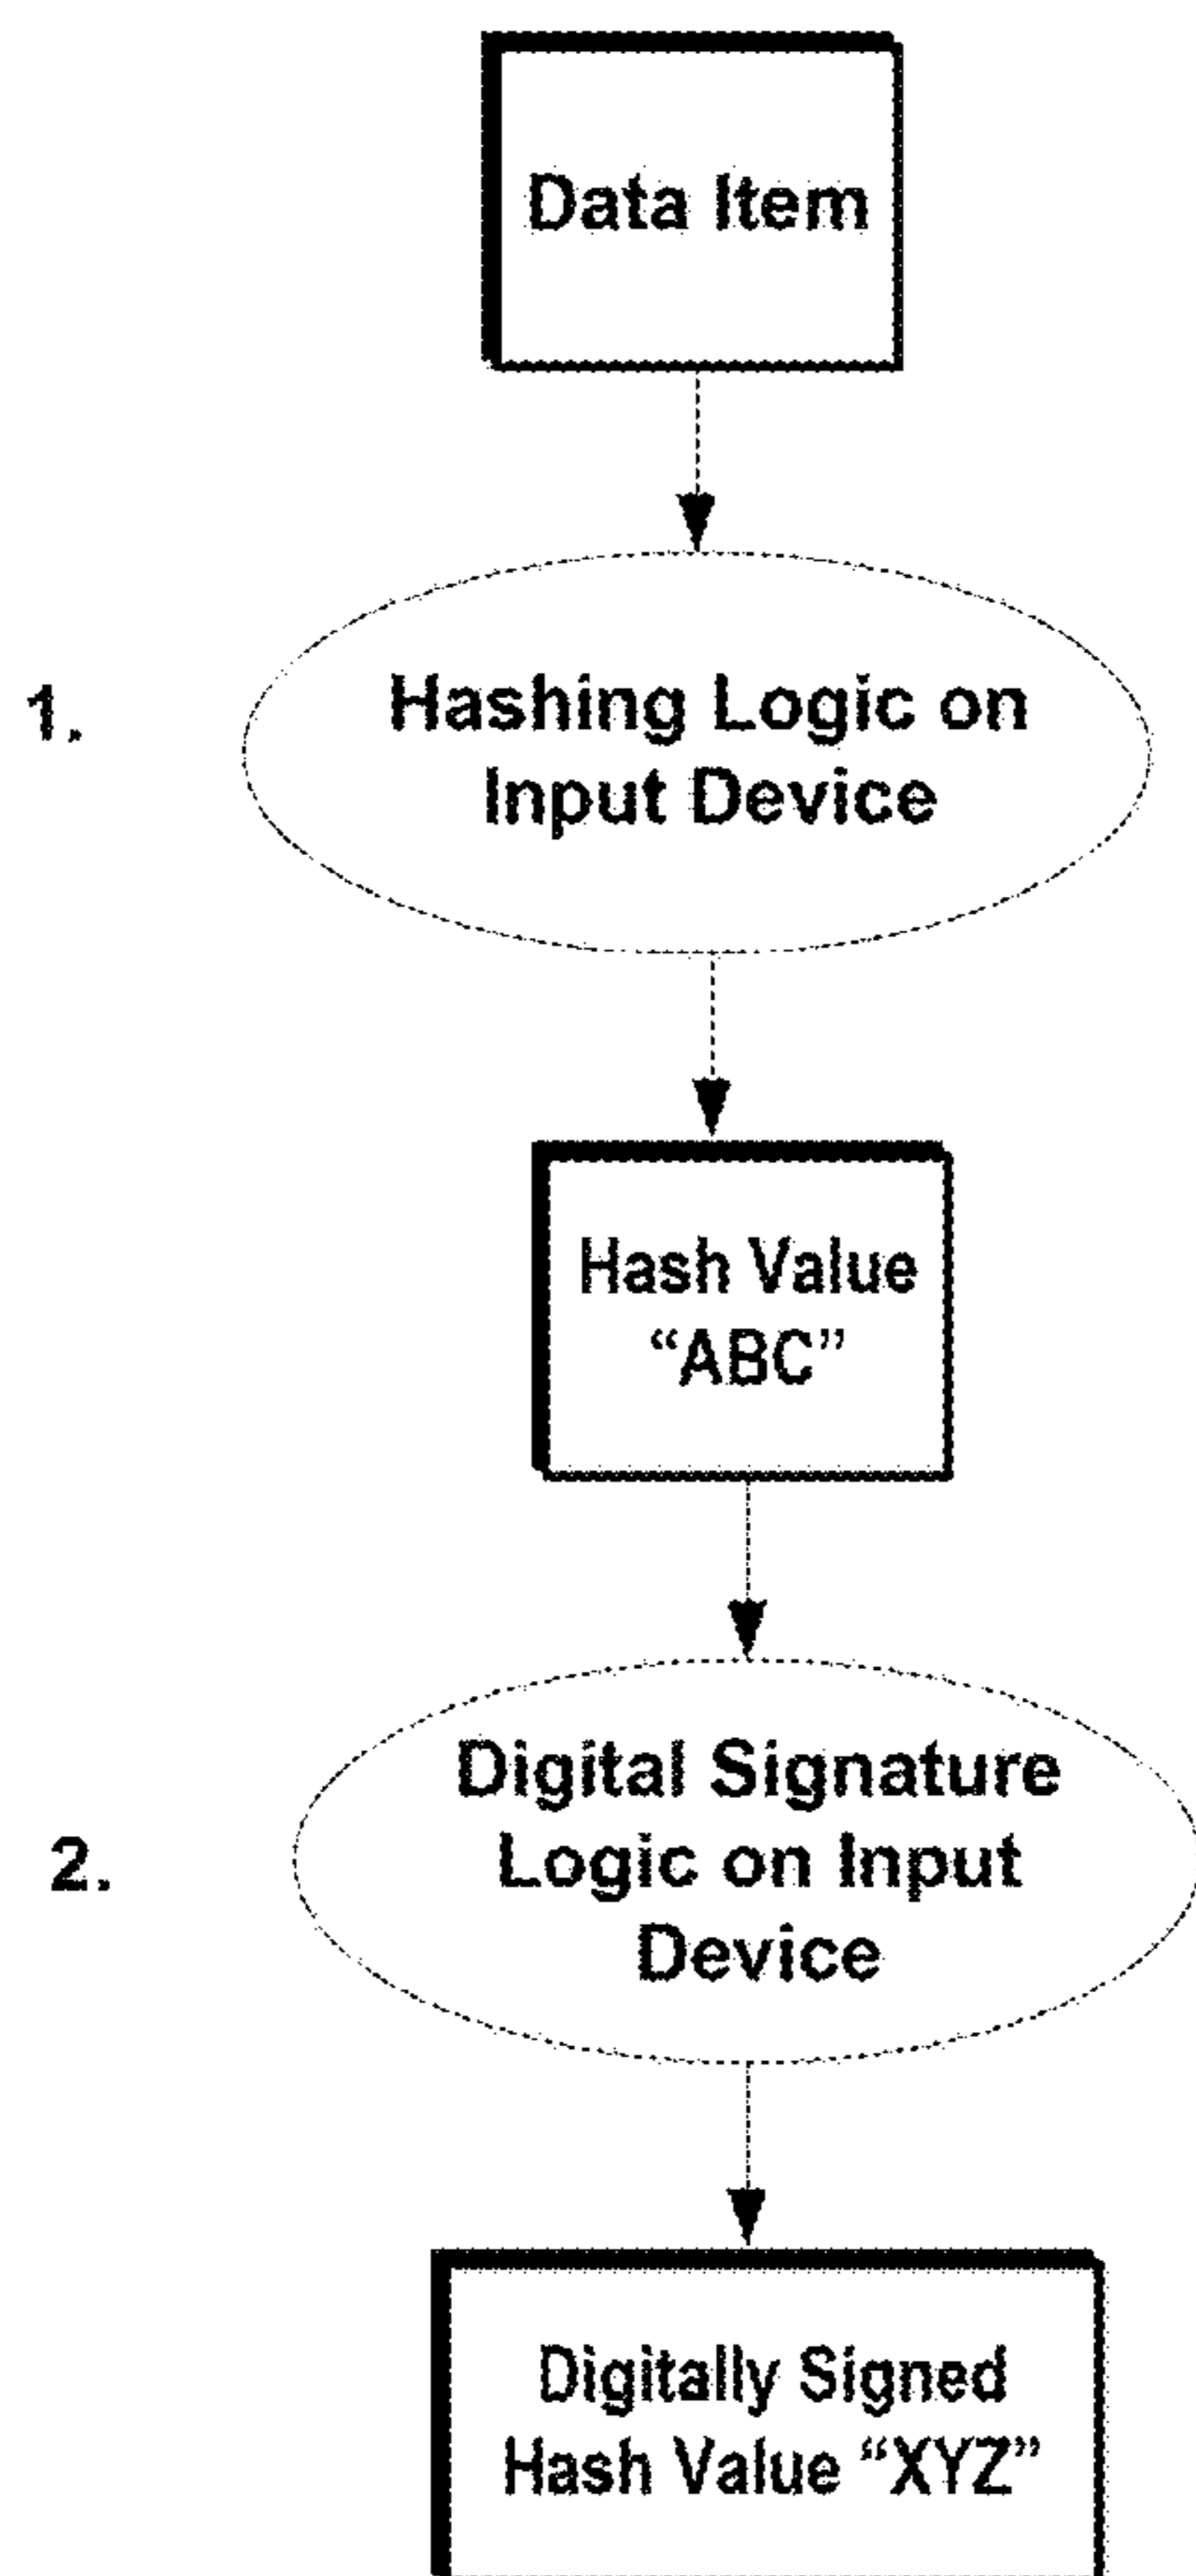 Data Item
1.
Hashing Logic on
Input Device
Hash Value
“ABC”
2.
Digital Signature
Logic on Input
Device
Digitally Signed
Hash Value “XYZ”